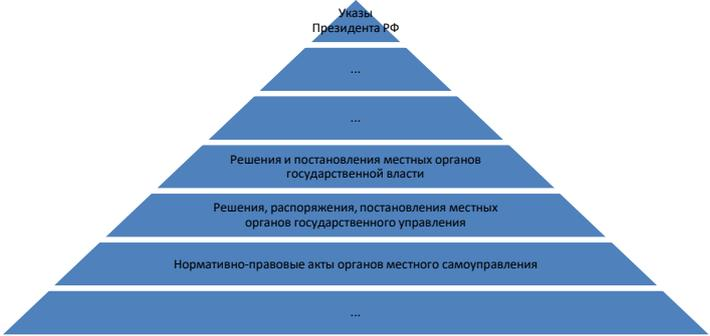 Указы
Президента РФ
...
...
Решения и постановления местных органов
государственной власти
Решения, распоряжения, постановления местных
органов государственного управления
Нормативно-правовые акты органов местного самоуправления
...